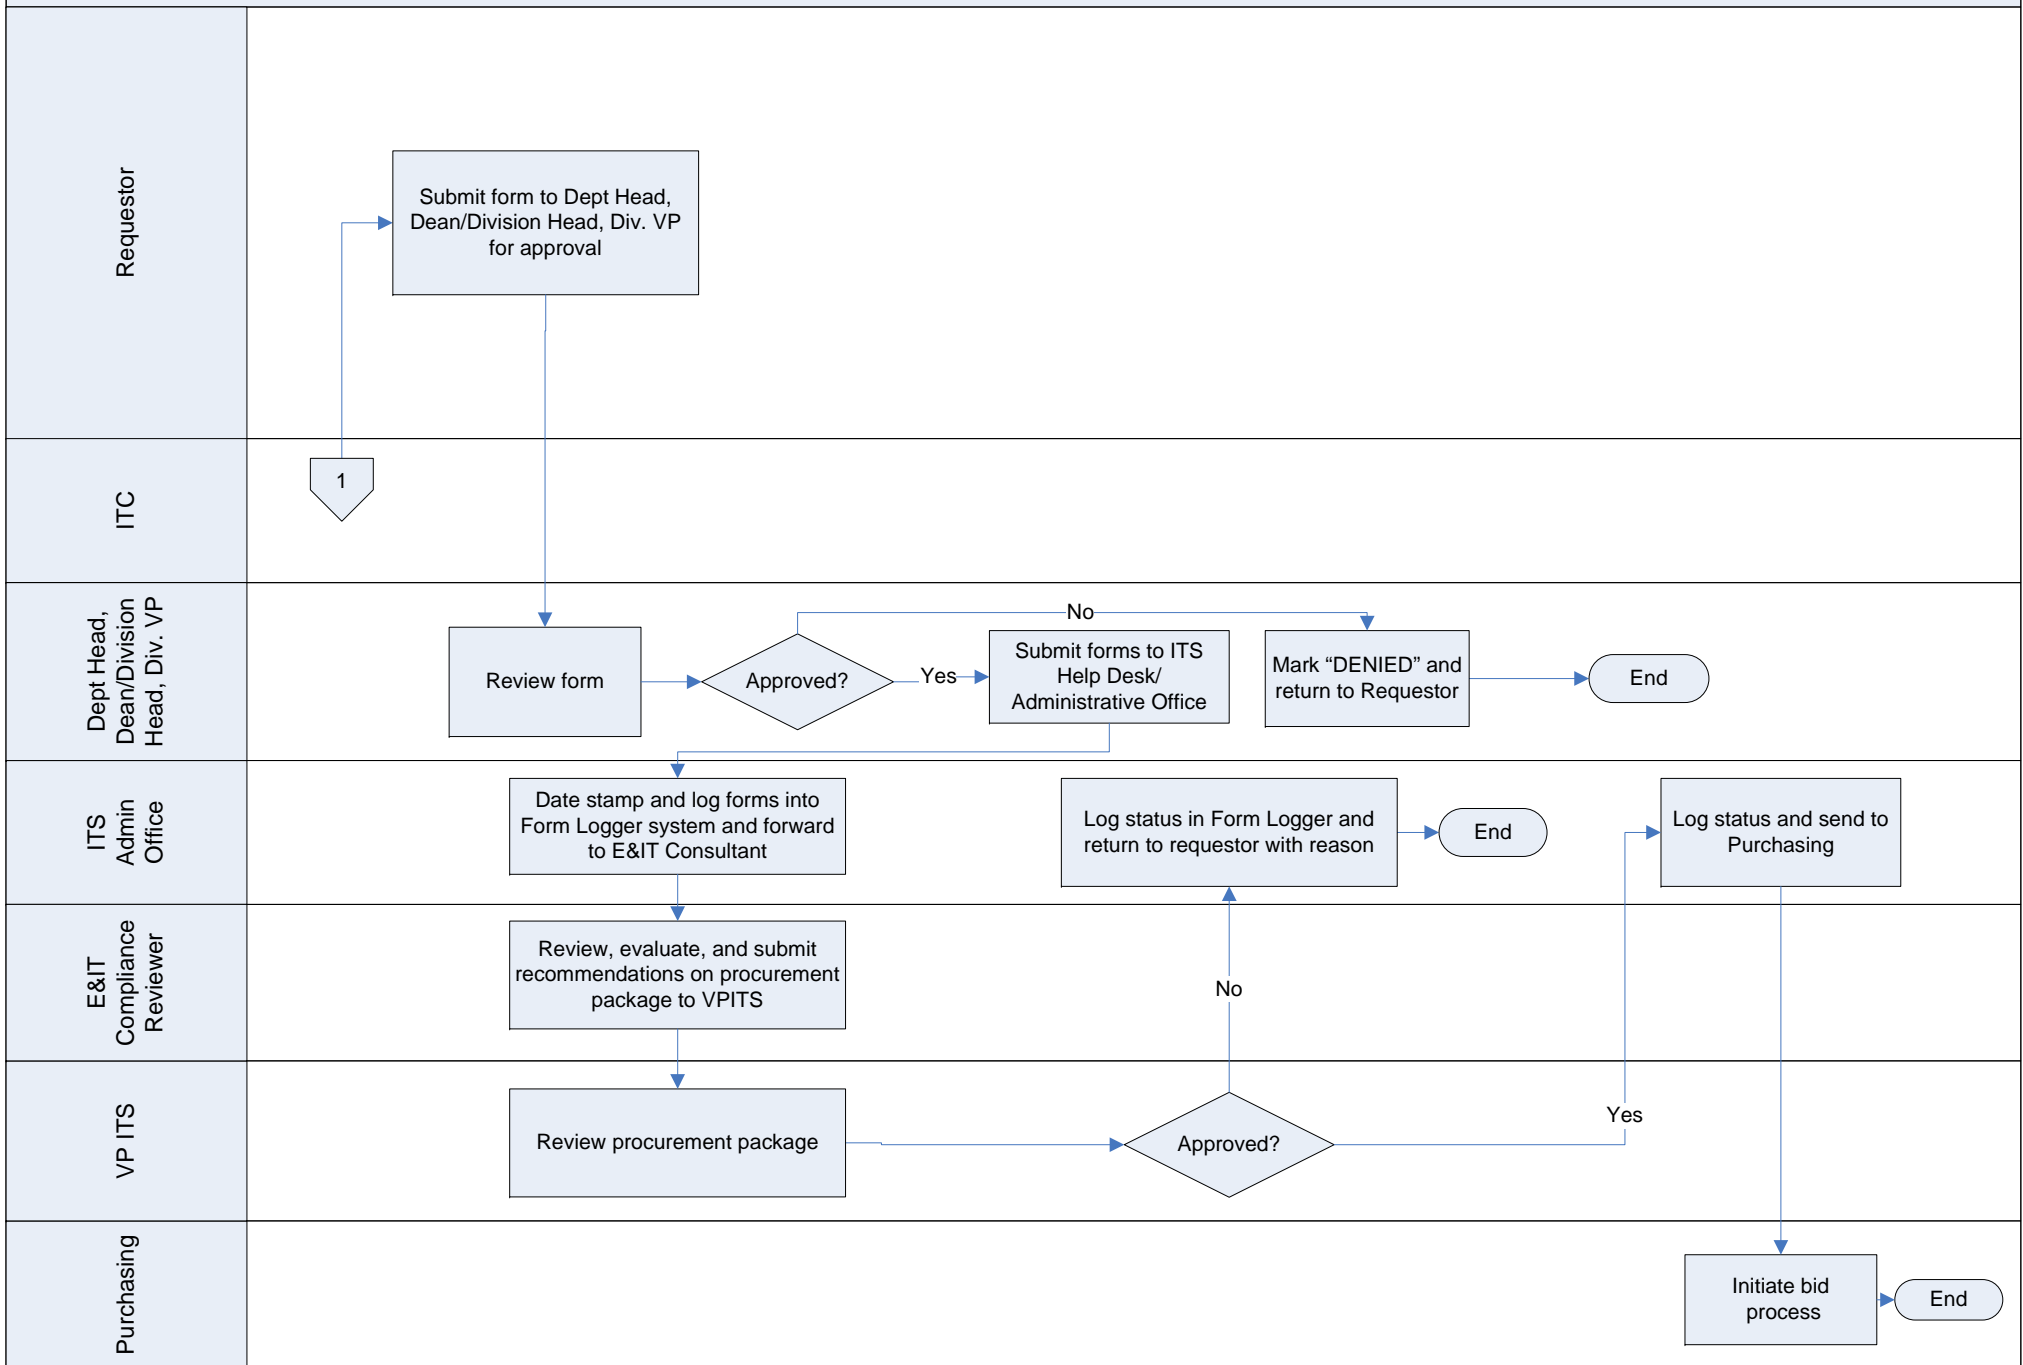 Requestor
Submit form to Dept Head,
Dean/Division Head, Div. VP
for approval
ITC
1
Dept Head,
Dean/Division
Head, Div. VP
Review form
Approved?
No
Yes
Submit forms to ITS
Help Desk/
Administrative Office
Mark “DENIED” and
return to Requestor
End
ITS
Admin
Office
Date stamp and log forms into
Form Logger system and forward
to E&IT Consultant
Log status in Form Logger and
return to requestor with reason
End
Log status and send to
Purchasing
E&IT
Compliance
Reviewer
Review, evaluate, and submit
recommendations on procurement
package to VPITS
No
VP ITS
Review procurement package
Approved?
Yes
Purchasing
Initiate bid
process
End